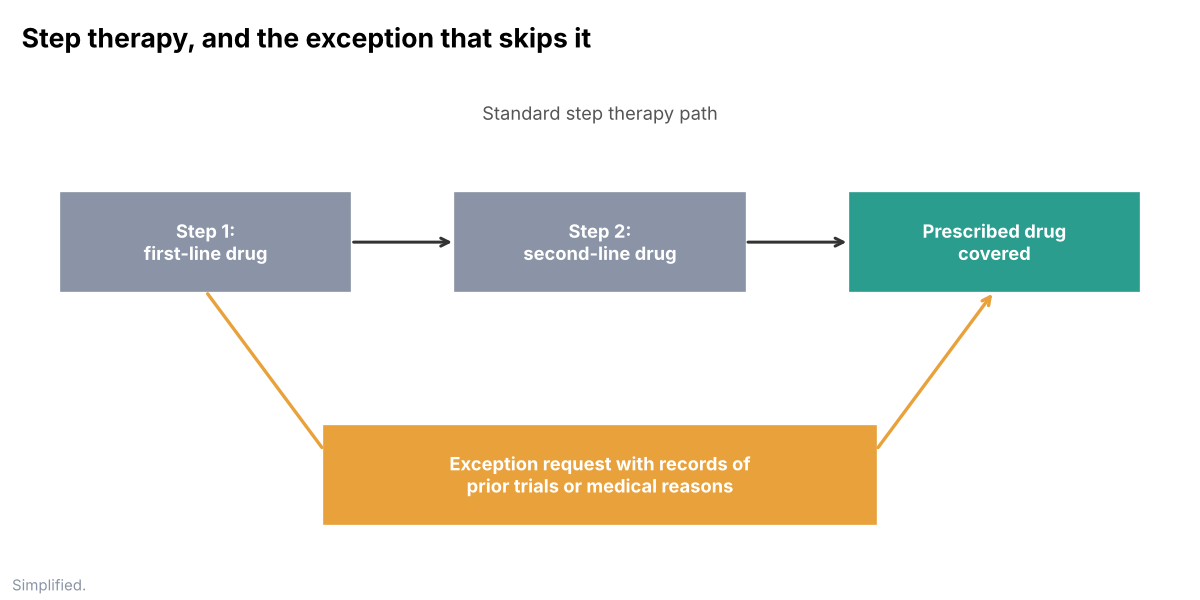 Step therapy, and the exception that skips it
Standard step therapy path
Step 1:
first-line drug
Step 2:
second-line drug
Prescribed drug
covered
Exception request with records of
prior trials or medical reasons
Simplified.